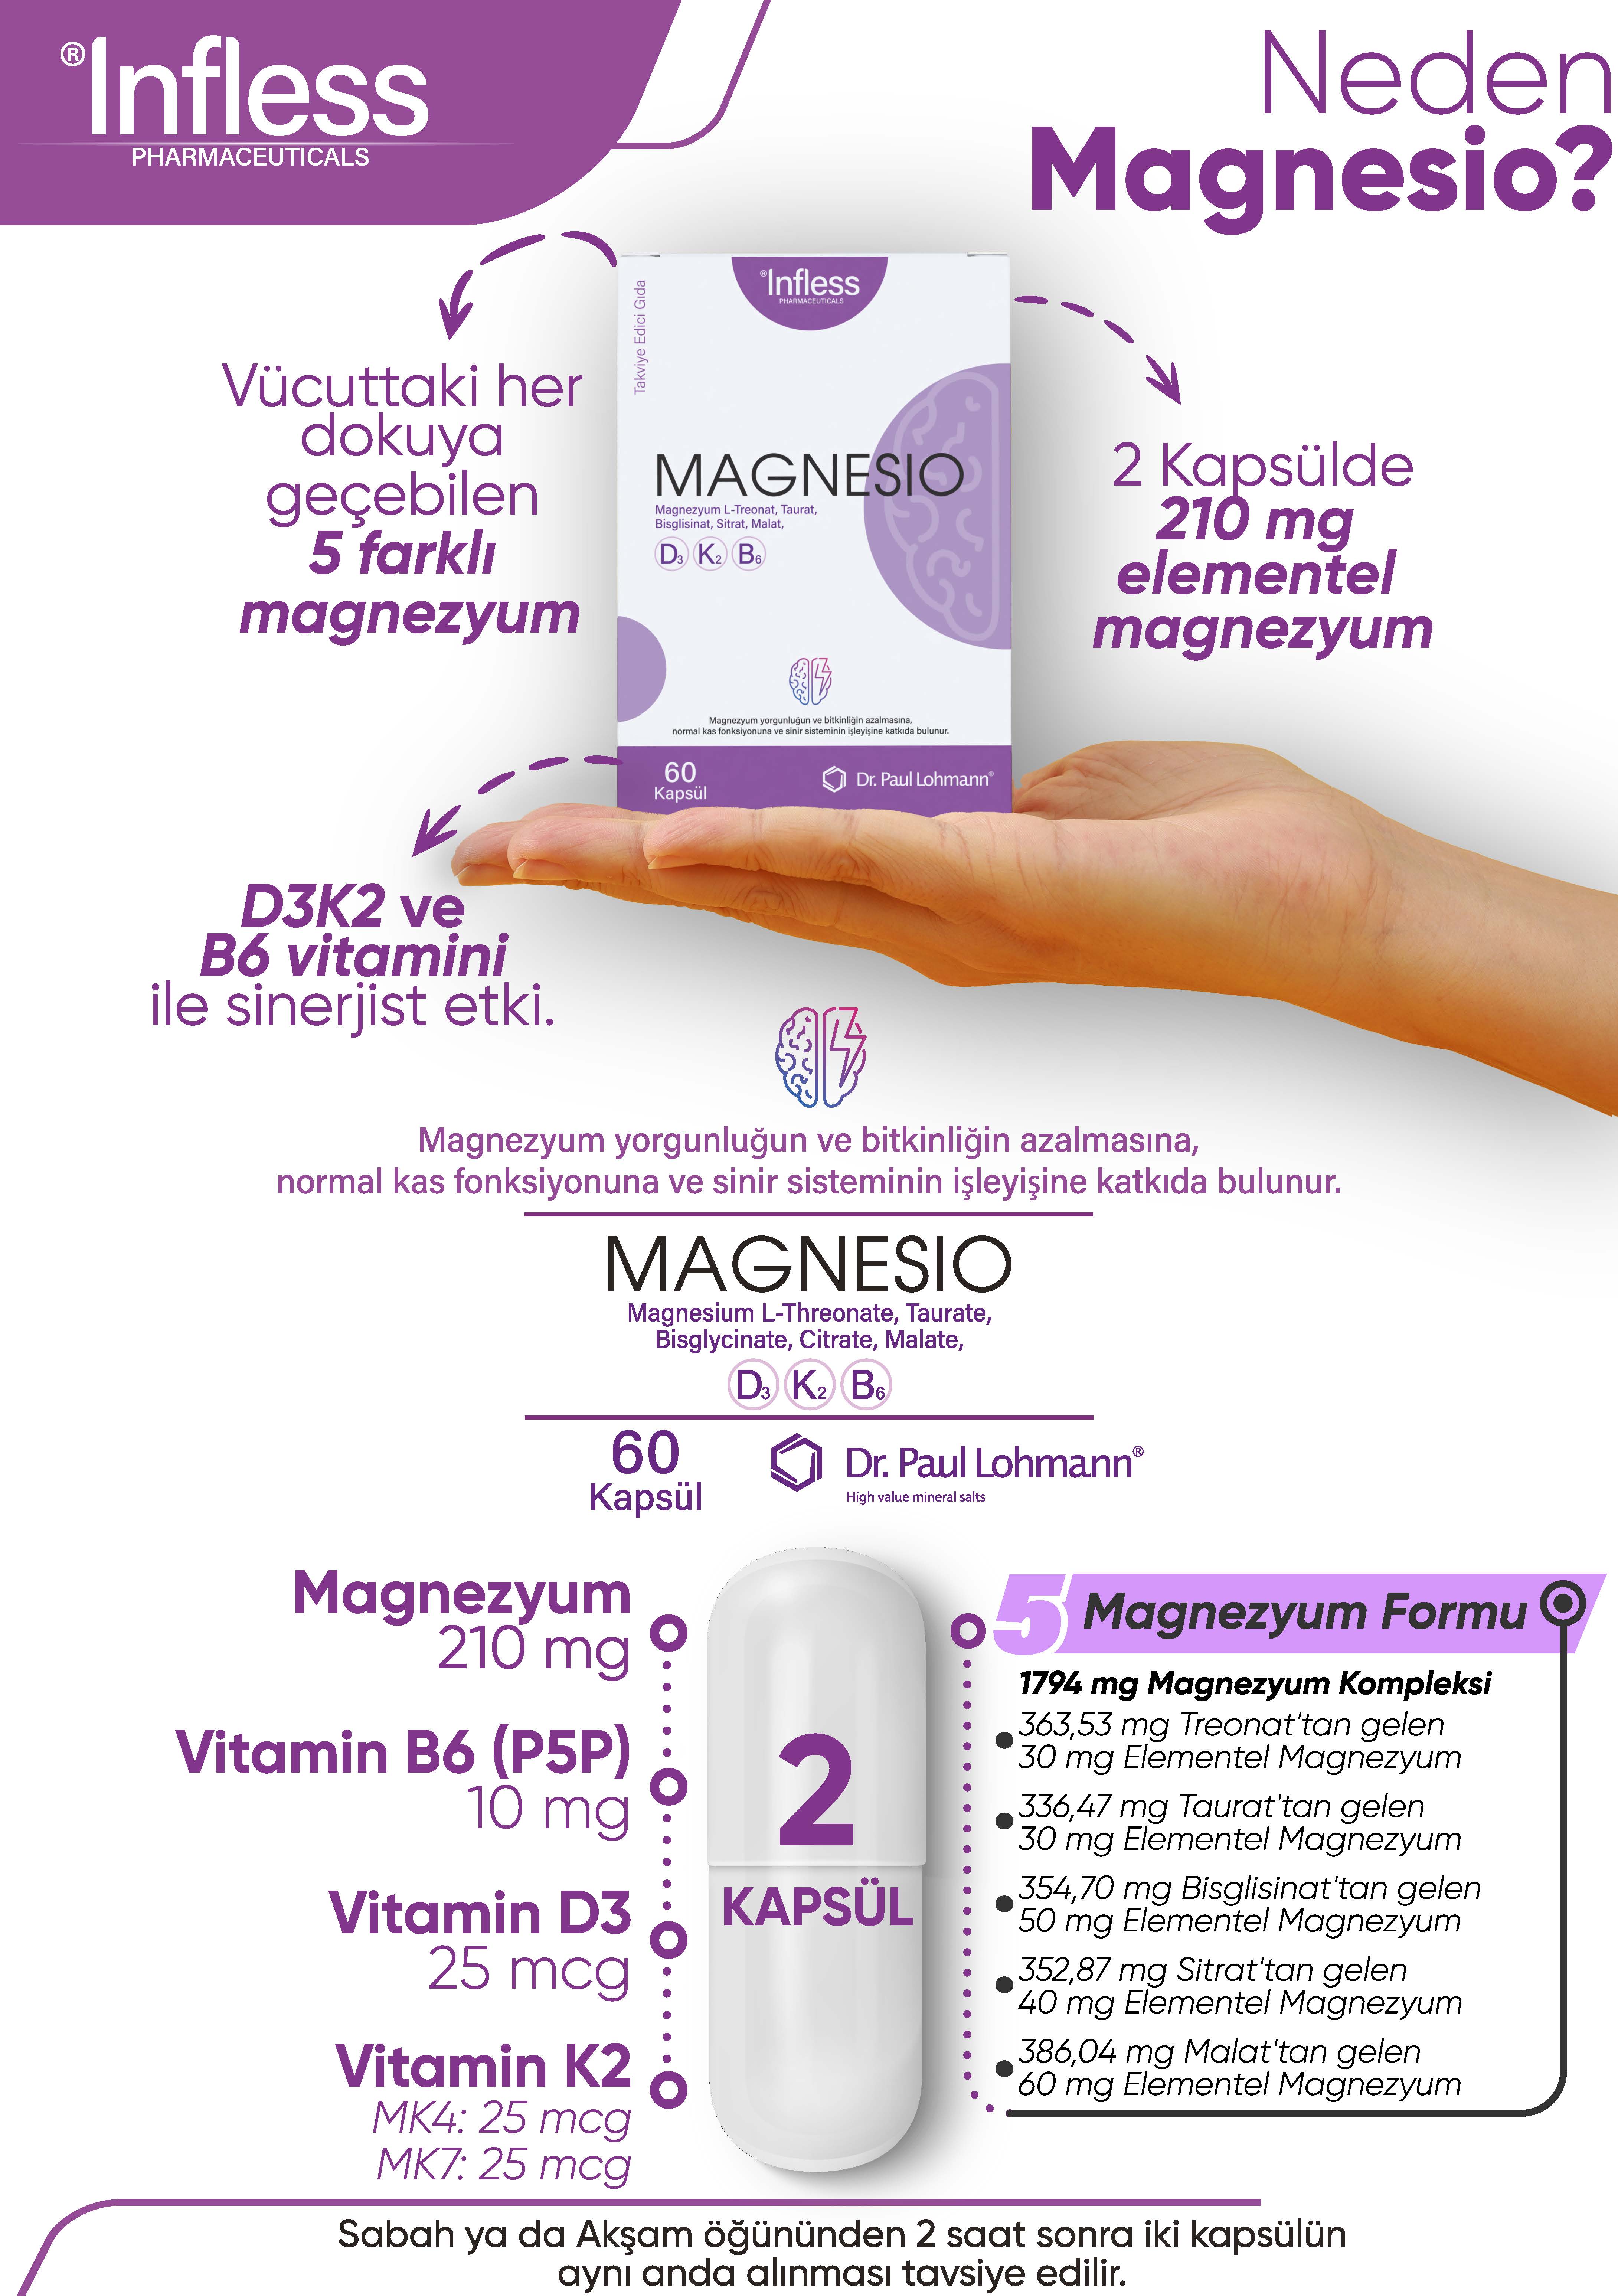 ®Infless
PHARMACEUTICALS
Neden
Magnesio?
Vücuttaki her
dokuya
geçebilen
5 farklı
magnezyum
®Infless
PHARMACEUTICALS
Takviye Edici Gıda
MAGNESIO
Magnezyum L-Treonat, Taurat,
Bisglisinat, Sitrat, Malat,
D3 K2 B6
Magnezyum yorgunluğun ve bitkinliğin azalmasına,
normal kas fonksiyonuna ve sinir sisteminin işleyişine katkıda bulunur.
60
Kapsül
Dr. Paul Lohmann®
2 Kapsülde
210 mg
elementel
magnezyum
D3K2 ve
B6 vitamini
ile sinerjist etki.
Magnezyum yorgunluğun ve bitkinliğin azalmasına,
normal kas fonksiyonuna ve sinir sisteminin işleyişine katkıda bulunur.
MAGNESIO
Magnesium L-Threonate, Taurate,
Bisglycinate, Citrate, Malate,
D3 K2 B6
60
Kapsül
Dr. Paul Lohmann®
High value mineral salts
Magnezyum
210 mg
Vitamin B6 (P5P)
10 mg
Vitamin D3
25 mcg
Vitamin K2
MK4: 25 mcg
MK7: 25 mcg
2
KAPSÜL
5 Magnezyum Formu
1794 mg Magnezyum Kompleksi
363,53 mg Treonat'tan gelen
30 mg Elementel Magnezyum
336,47 mg Taurat'tan gelen
30 mg Elementel Magnezyum
354,70 mg Bisglisinat'tan gelen
50 mg Elementel Magnezyum
352,87 mg Sitrat'tan gelen
40 mg Elementel Magnezyum
386,04 mg Malat'tan gelen
60 mg Elementel Magnezyum
Sabah ya da Akşam öğününden 2 saat sonra iki kapsülün
aynı anda alınması tavsiye edilir.